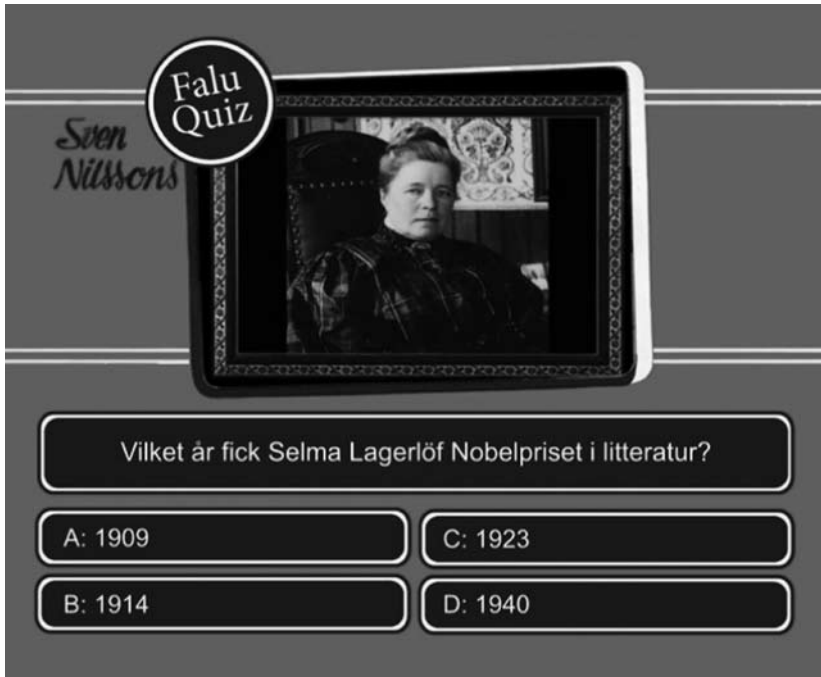 Falu
Quiz
Sven
Nilssons
Vilket år fick Selma Lagerlöf Nobelpriset i litteratur?
A: 1909
C: 1923
B: 1914
D: 1940